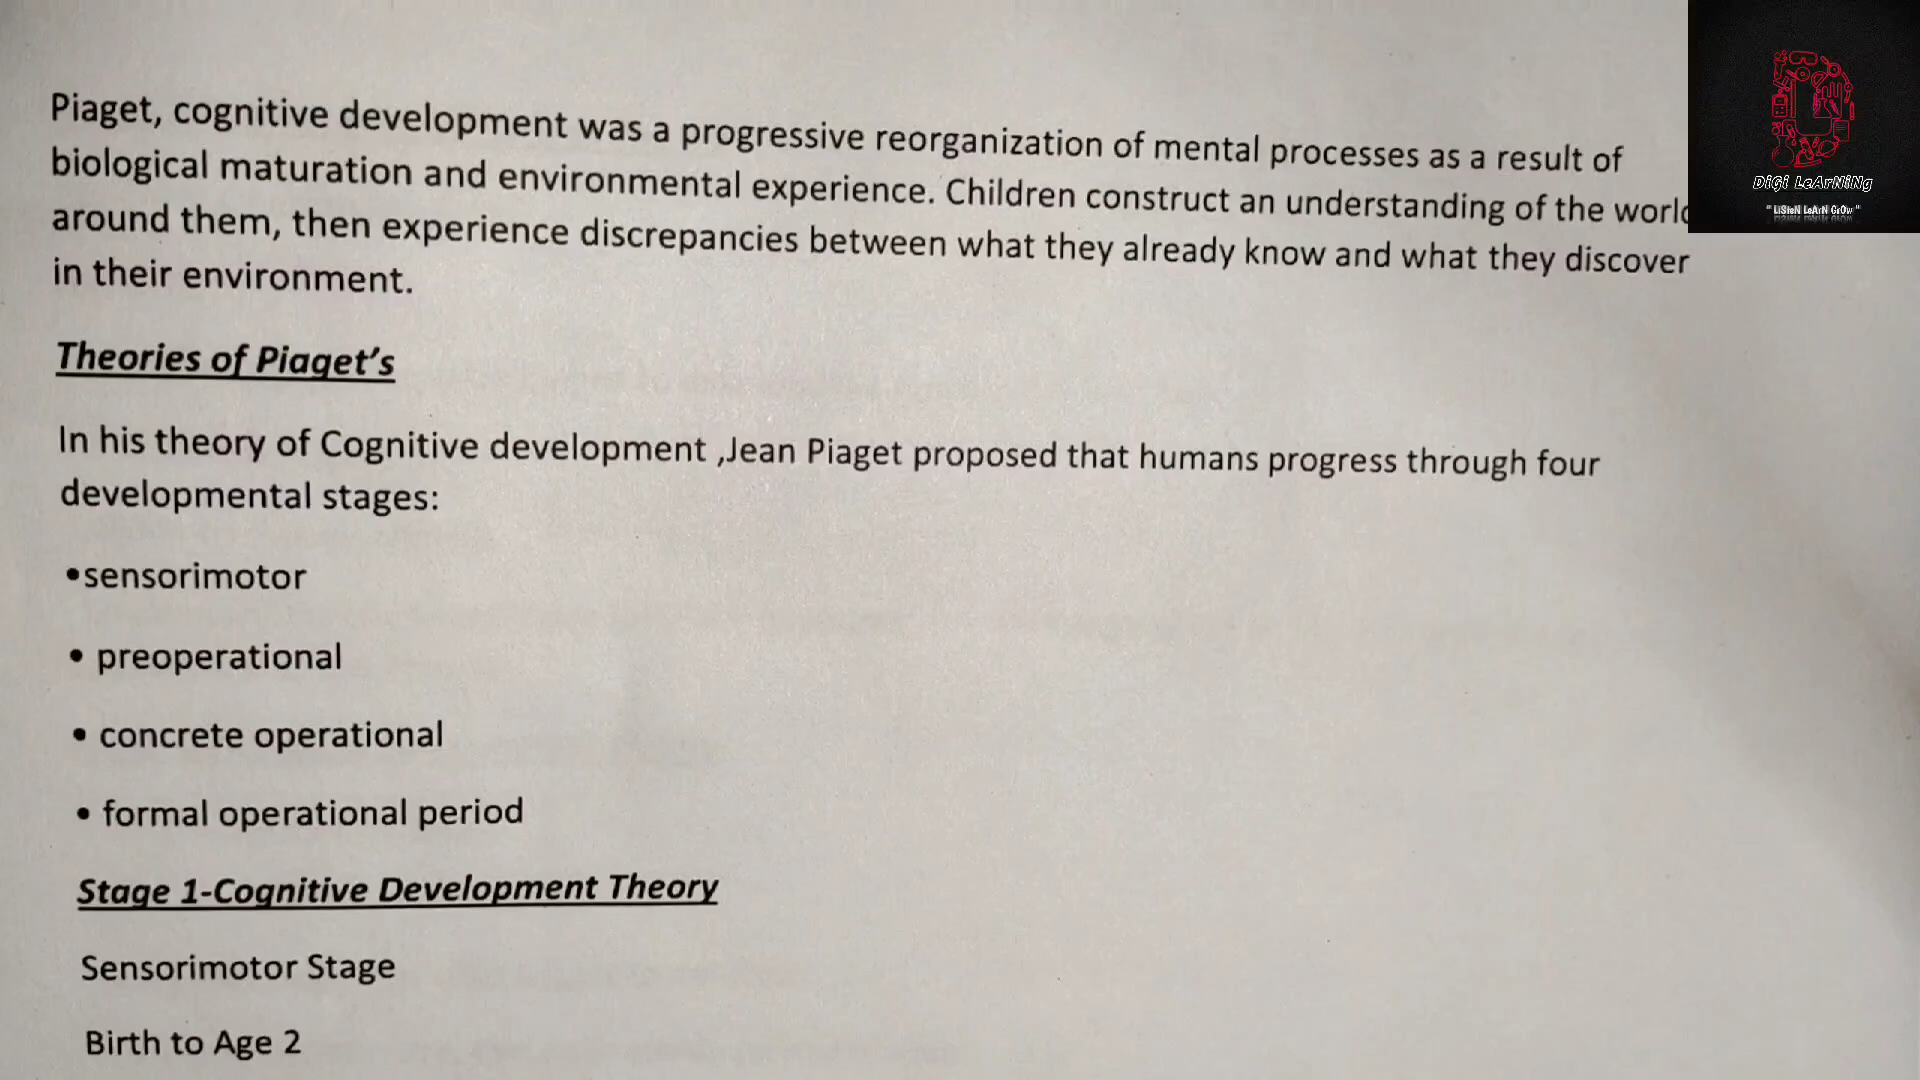 Piaget, cognitive development was a progressive reorganization of mental processes as a result of
biological maturation and environmental experience. Children construct an understanding of the world
around them, then experience discrepancies between what they already know and what they discover
in their environment.
Theories of Piaget's
In his theory of Cognitive development ,Jean Piaget proposed that humans progress through four
developmental stages:
•sensorimotor
• preoperational
• concrete operational
• formal operational period
Stage 1-Cognitive Development Theory
Sensorimotor Stage
Birth to Age 2
DiGi LeArNiNg
" LiSteN LeArN GrOw "